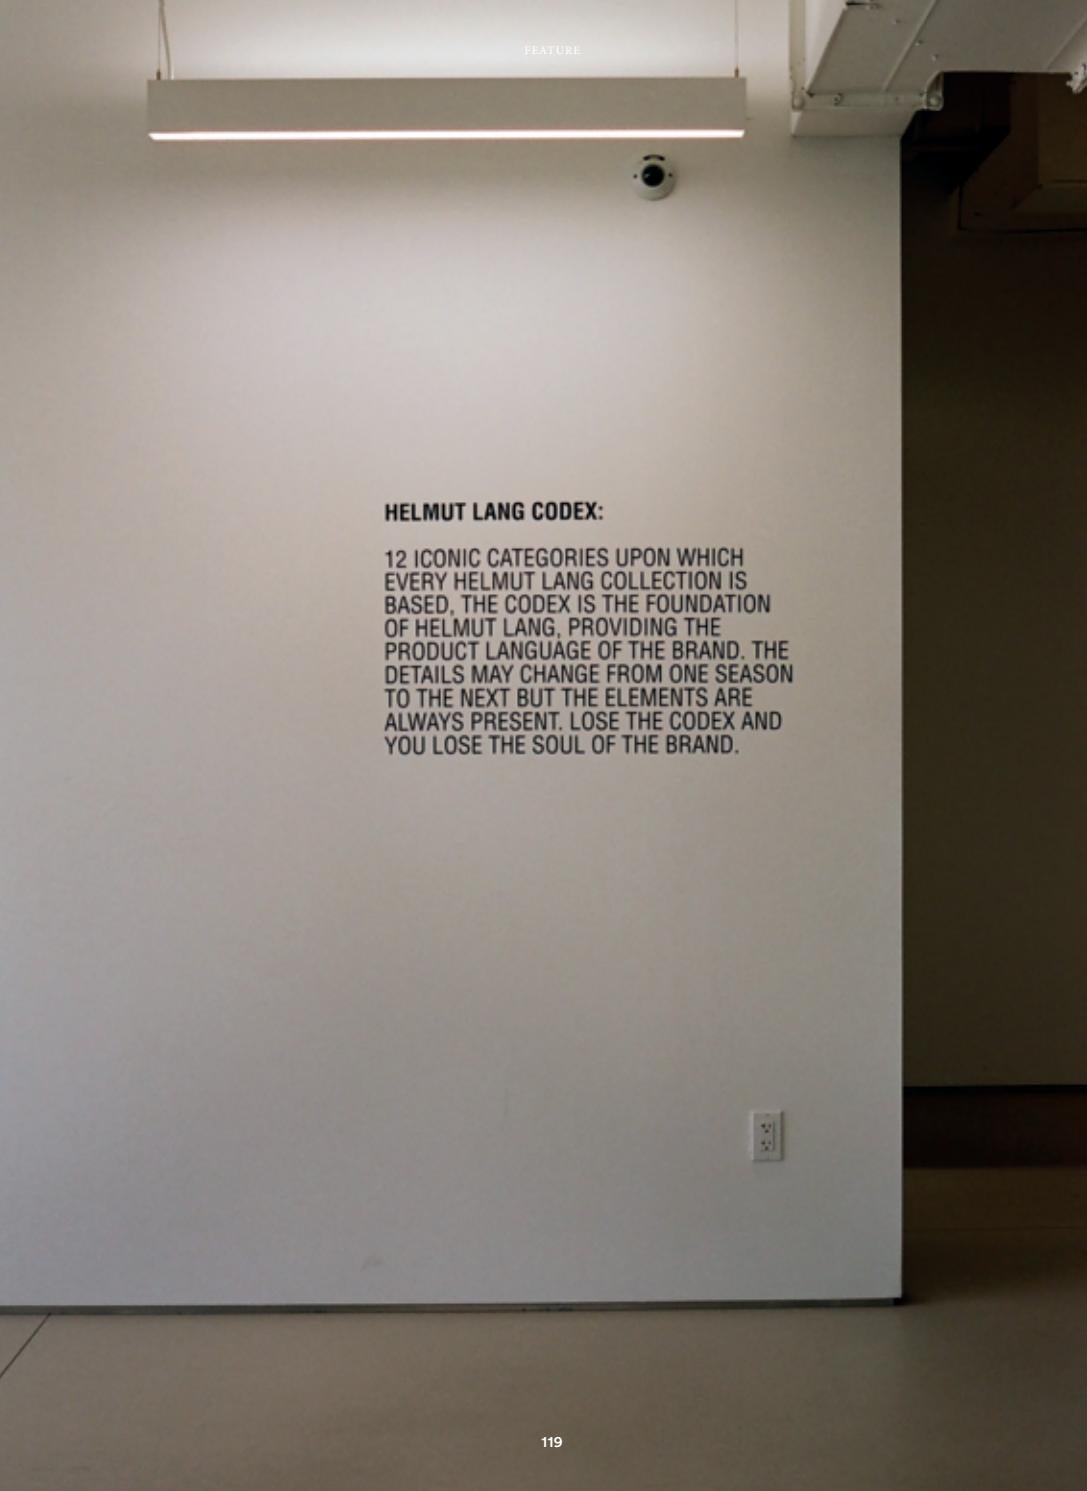 FEATURE
HELMUT LANG CODEX:
12 ICONIC CATEGORIES UPON WHICH
EVERY HELMUT LANG COLLECTION IS
BASED, THE CODEX IS THE FOUNDATION
OF HELMUT LANG, PROVIDING THE
PRODUCT LANGUAGE OF THE BRAND. THE
DETAILS MAY CHANGE FROM ONE SEASON
TO THE NEXT BUT THE ELEMENTS ARE
ALWAYS PRESENT. LOSE THE CODEX AND
YOU LOSE THE SOUL OF THE BRAND.
119